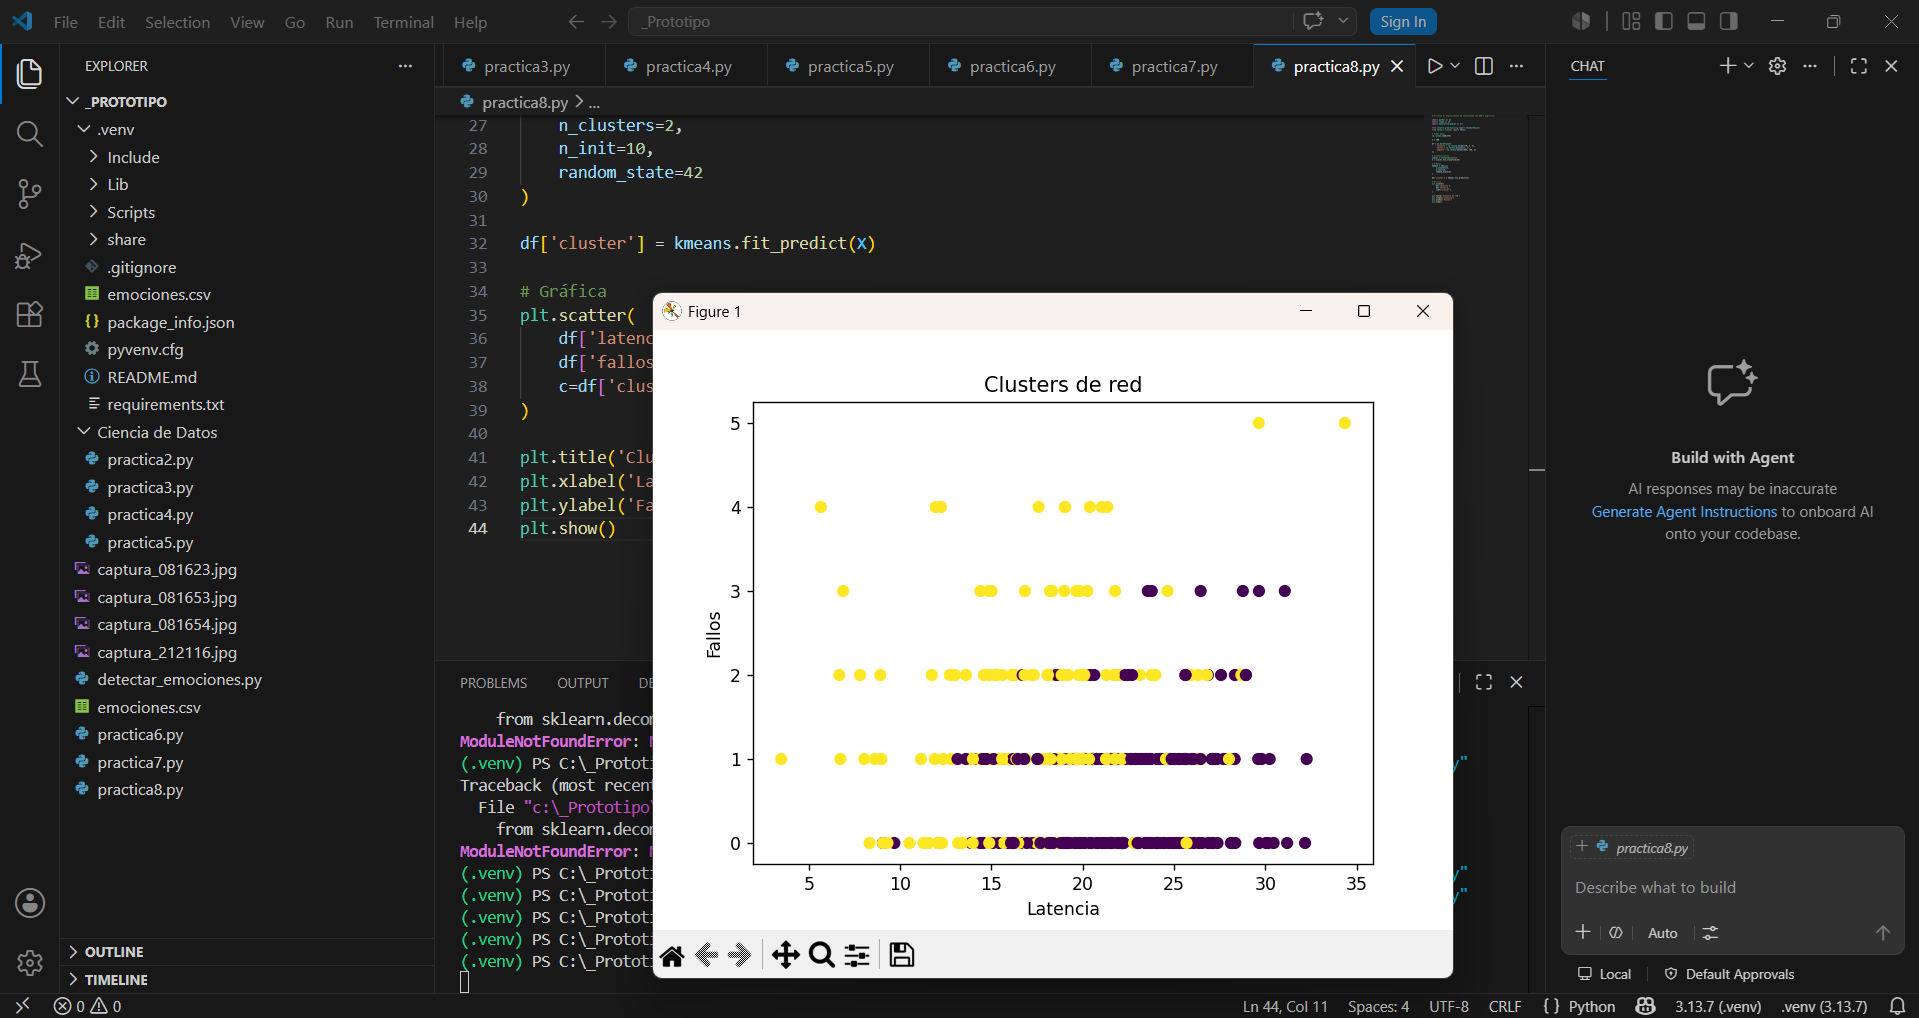 File Edit Selection View Go Run Terminal Help
_Prototipo
Sign In
EXPLORER
_PROTOTIPO
.venv
Include
Lib
Scripts
share
.gitignore
emociones.csv
package_info.json
pyvenv.cfg
README.md
requirements.txt
Ciencia de Datos
practica2.py
practica3.py
practica4.py
practica5.py
captura_081623.jpg
captura_081653.jpg
captura_081654.jpg
captura_212116.jpg
detectar_emociones.py
emociones.csv
practica6.py
practica7.py
practica8.py
OUTLINE
TIMELINE
practica3.py practica4.py practica5.py practica6.py practica7.py practica8.py
practica8.py > ...
27 n_clusters=2,
28 n_init=10,
29 random_state=42
30 )
31
32 df['cluster'] = kmeans.fit_predict(X)
33
34 # Gráfica
35 plt.scatter(
36 df['latenc
37 df['fallos
38 c=df['clus
39 )
40
41 plt.title('Clu
42 plt.xlabel('La
43 plt.ylabel('Fa
44 plt.show()
PROBLEMS OUTPUT DE
from sklearn.decom
ModuleNotFoundError:
(.venv) PS C:\_Prototi y"
Traceback (most recent
File "c:\_Prototipo
from sklearn.decom
ModuleNotFoundError:
(.venv) PS C:\_Prototi y"
(.venv) PS C:\_Prototi y"
(.venv) PS C:\_Prototi
(.venv) PS C:\_Prototi
(.venv) PS C:\_Prototi
Figure 1
Clusters de red
5
4
3
2
1
0
Fallos
5 10 15 20 25 30 35
Latencia
CHAT
Build with Agent
AI responses may be inaccurate
Generate Agent Instructions to onboard AI
onto your codebase.
practica8.py
Describe what to build
Auto
Local Default Approvals
0 0
Ln 44, Col 11 Spaces: 4 UTF-8 CRLF {} Python 3.13.7 (.venv) .venv (3.13.7)